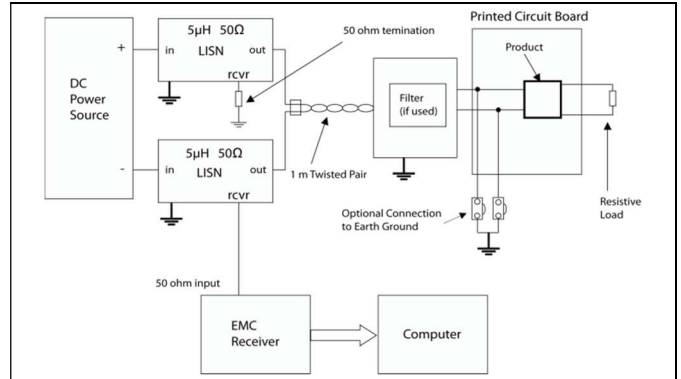 Printed Circuit Board
5μH 50Ω
in
out
LISN
rcvr
+
50 ohm temination
Product
DC
Power
Source
Filter
(if used)
5μH 50Ω
in
out
LISN
rcvr
-
1 m Twisted Pair
Optional Connection
to Earth Ground
Resistive
Load
50 ohm input
EMC
Receiver
Computer